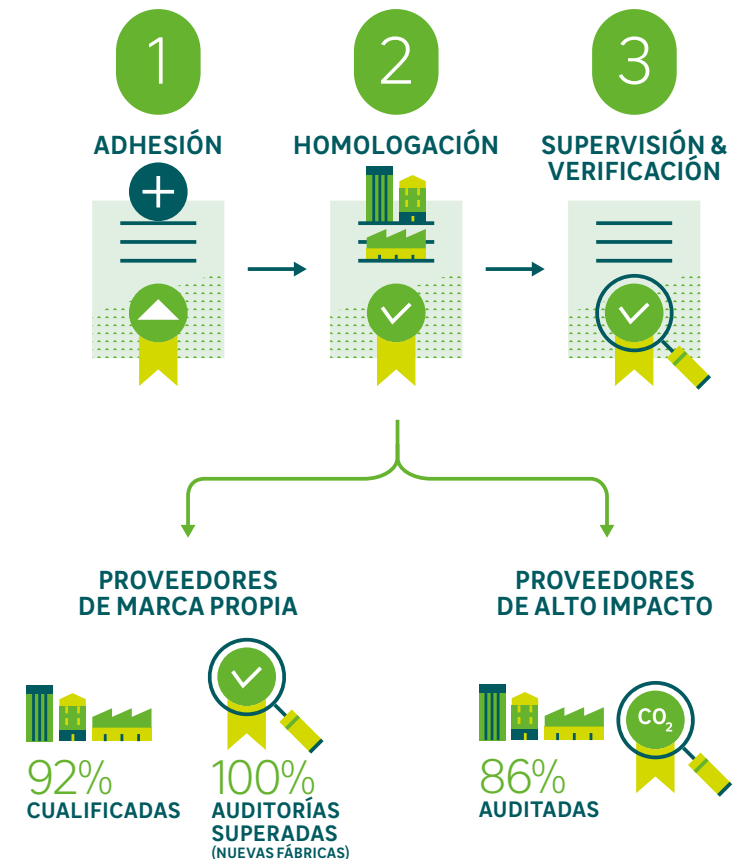 1
2
3
ADHESIÓN
HOMOLOGACIÓN
SUPERVISIÓN &
VERIFICACIÓN
PROVEEDORES
DE MARCA PROPIA
PROVEEDORES
DE ALTO IMPACTO
CO₂
92%
CUALIFICADAS
100%
AUDITORÍAS
SUPERADAS
(NUEVAS FÁBRICAS)
86%
AUDITADAS